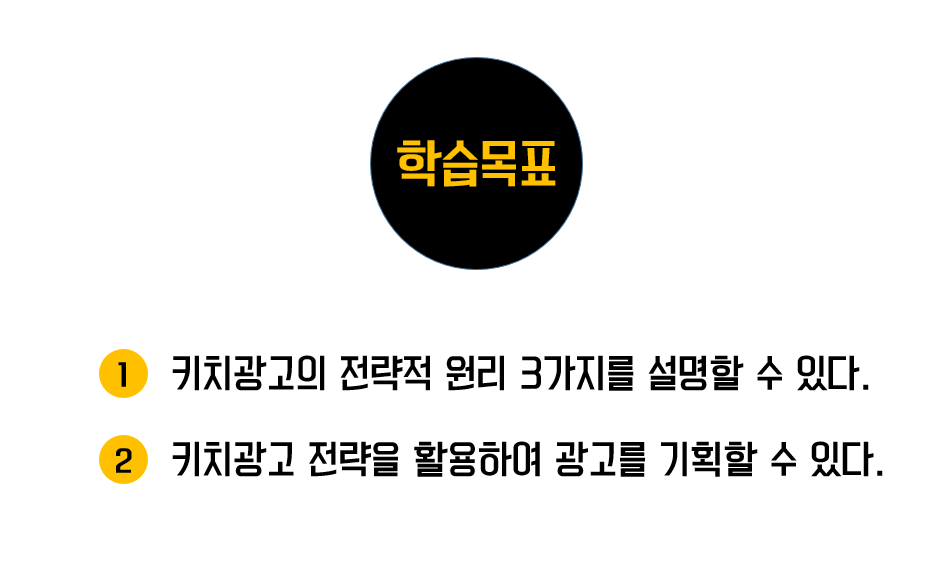 학습목표
1 키치광고의 전략적 원리 3가지를 설명할 수 있다.
2 키치광고 전략을 활용하여 광고를 기획할 수 있다.